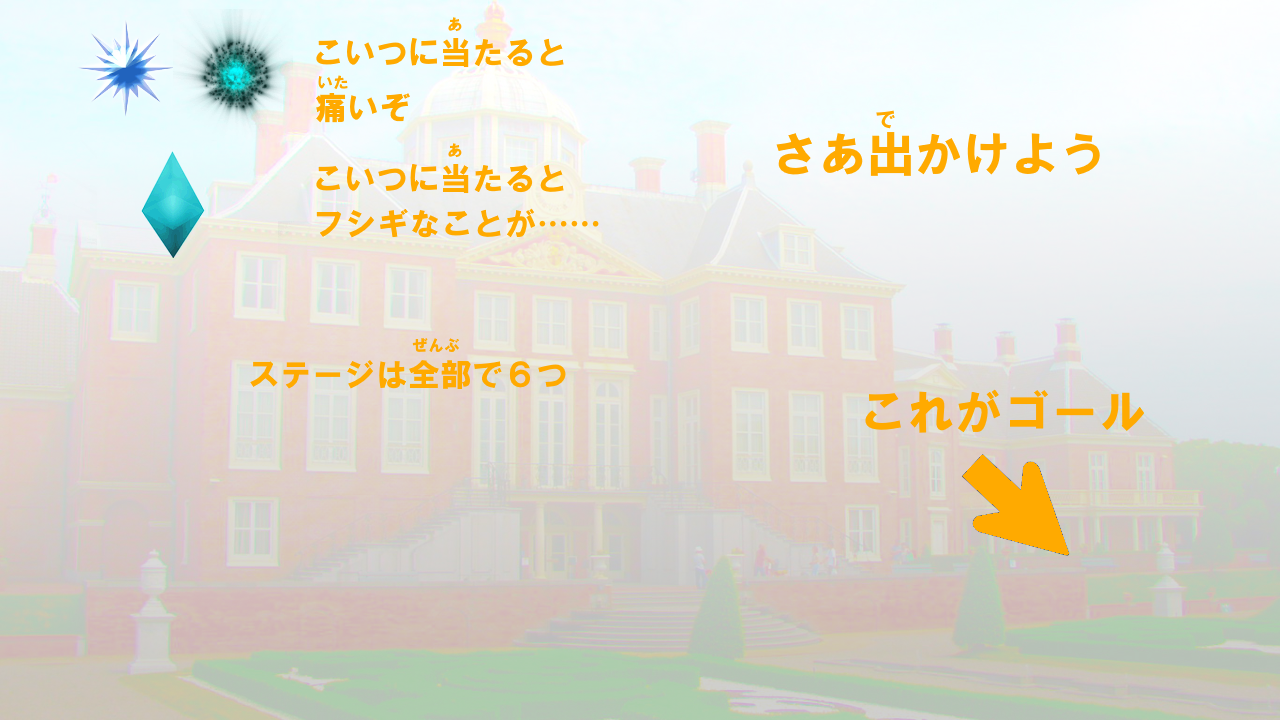 こいつに当たると
痛いぞ
こいつに当たると
フシギなことが……
ステージは全部で６つ
さあ出かけよう
これがゴール